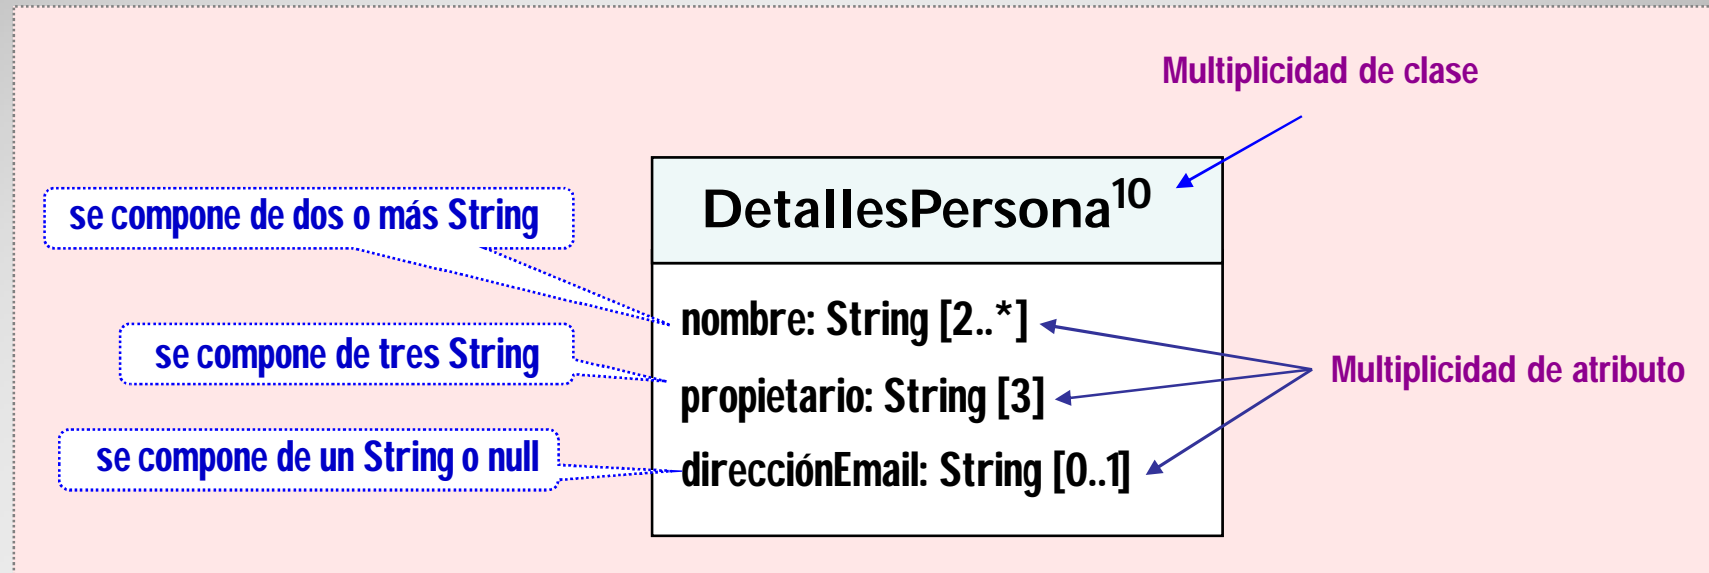 Multiplicidad de clase
DetallesPersona¹⁰
se compone de dos o más String
nombre: String [2..*]
se compone de tres String
propietario: String [3]
Multiplicidad de atributo
se compone de un String o null
direcciónEmail: String [0..1]